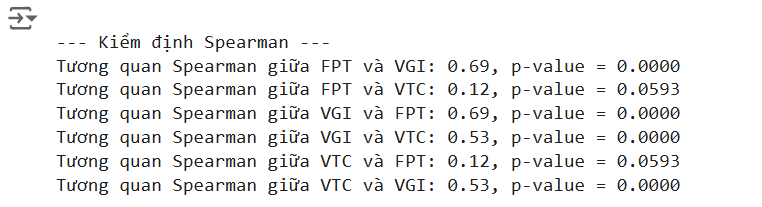 --- Kiểm định Spearman ---
Tương quan Spearman giữa FPT và VGI: 0.69, p-value = 0.0000
Tương quan Spearman giữa FPT và VTC: 0.12, p-value = 0.0593
Tương quan Spearman giữa VGI và FPT: 0.69, p-value = 0.0000
Tương quan Spearman giữa VGI và VTC: 0.53, p-value = 0.0000
Tương quan Spearman giữa VTC và FPT: 0.12, p-value = 0.0593
Tương quan Spearman giữa VTC và VGI: 0.53, p-value = 0.0000